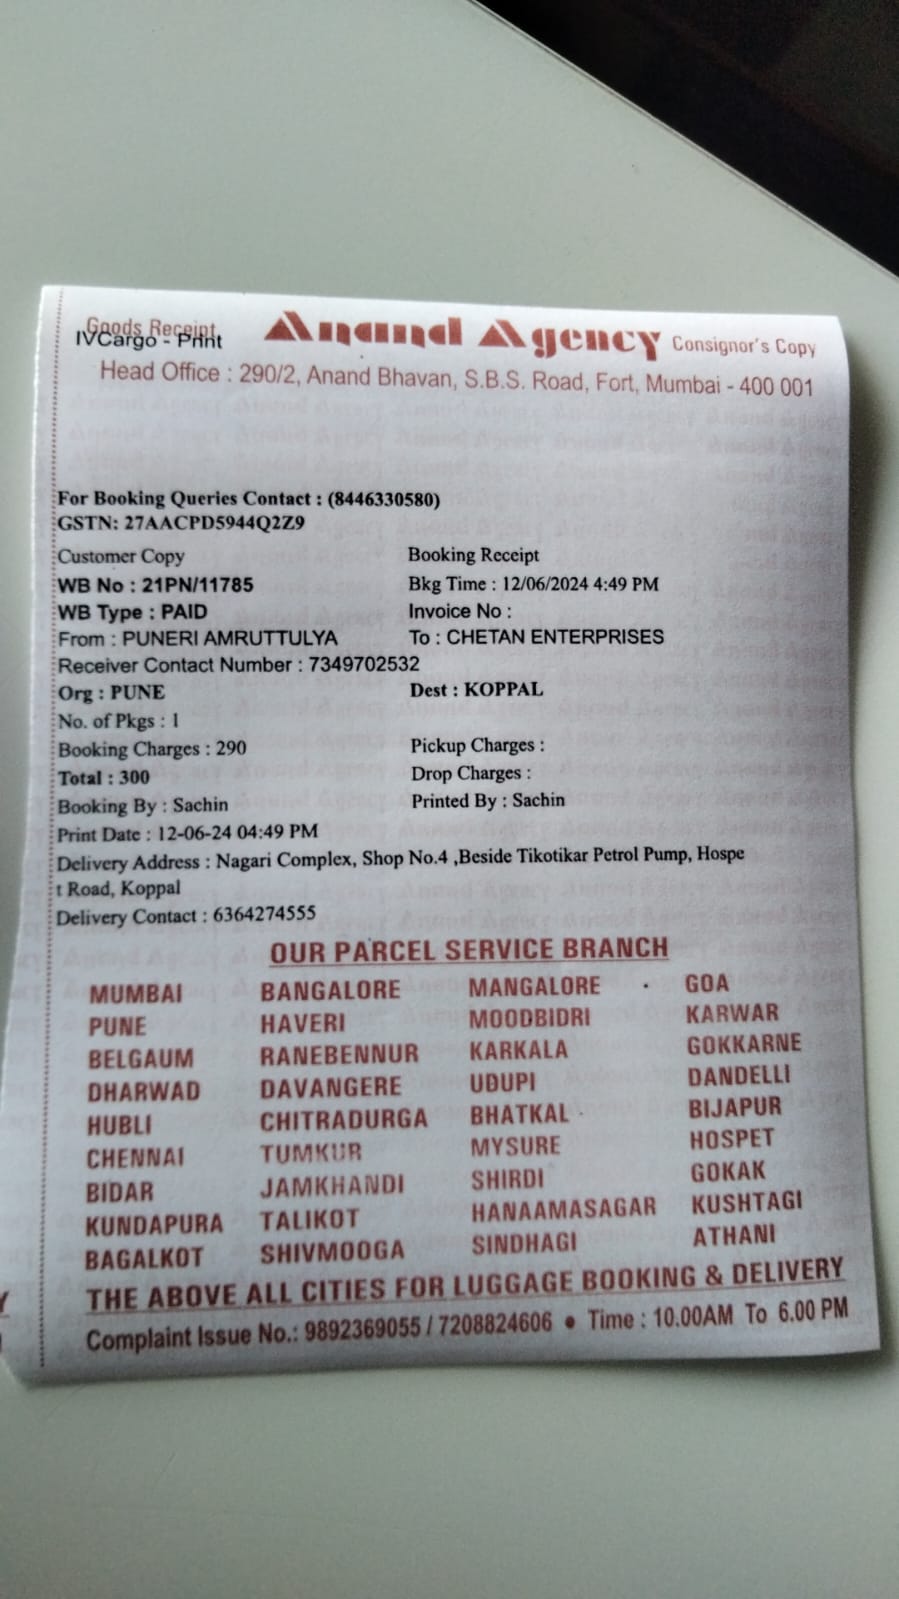 Goods Receipt
IVCargo - Print
Anand Agency Consignor's Copy
Head Office : 290/2, Anand Bhavan, S.B.S. Road, Fort, Mumbai - 400 001
For Booking Queries Contact : (8446330580)
GSTN: 27AACPD5944Q2Z9
Customer Copy Booking Receipt
WB No : 21PN/11785 Bkg Time : 12/06/2024 4:49 PM
WB Type : PAID Invoice No :
From : PUNERI AMRUTTULYA To : CHETAN ENTERPRISES
Receiver Contact Number : 7349702532
Org : PUNE Dest : KOPPAL
No. of Pkgs : 1
Booking Charges : 290 Pickup Charges :
Total : 300 Drop Charges :
Booking By : Sachin Printed By : Sachin
Print Date : 12-06-24 04:49 PM
Delivery Address : Nagari Complex, Shop No.4 ,Beside Tikotikar Petrol Pump, Hospe
t Road, Koppal
Delivery Contact : 6364274555
OUR PARCEL SERVICE BRANCH
MUMBAI BANGALORE MANGALORE GOA
PUNE HAVERI MOODBIDRI KARWAR
BELGAUM RANEBENNUR KARKALA GOKKARNE
DHARWAD DAVANGERE UDUPI DANDELLI
HUBLI CHITRADURGA BHATKAL BIJAPUR
CHENNAI TUMKUR MYSURE HOSPET
BIDAR JAMKHANDI SHIRDI GOKAK
KUNDAPURA TALIKOT HANAAMASAGAR KUSHTAGI
BAGALKOT SHIVMOOGA SINDHAGI ATHANI
THE ABOVE ALL CITIES FOR LUGGAGE BOOKING & DELIVERY
Complaint Issue No.: 9892369055 / 7208824606 ● Time : 10.00AM To 6.00 PM